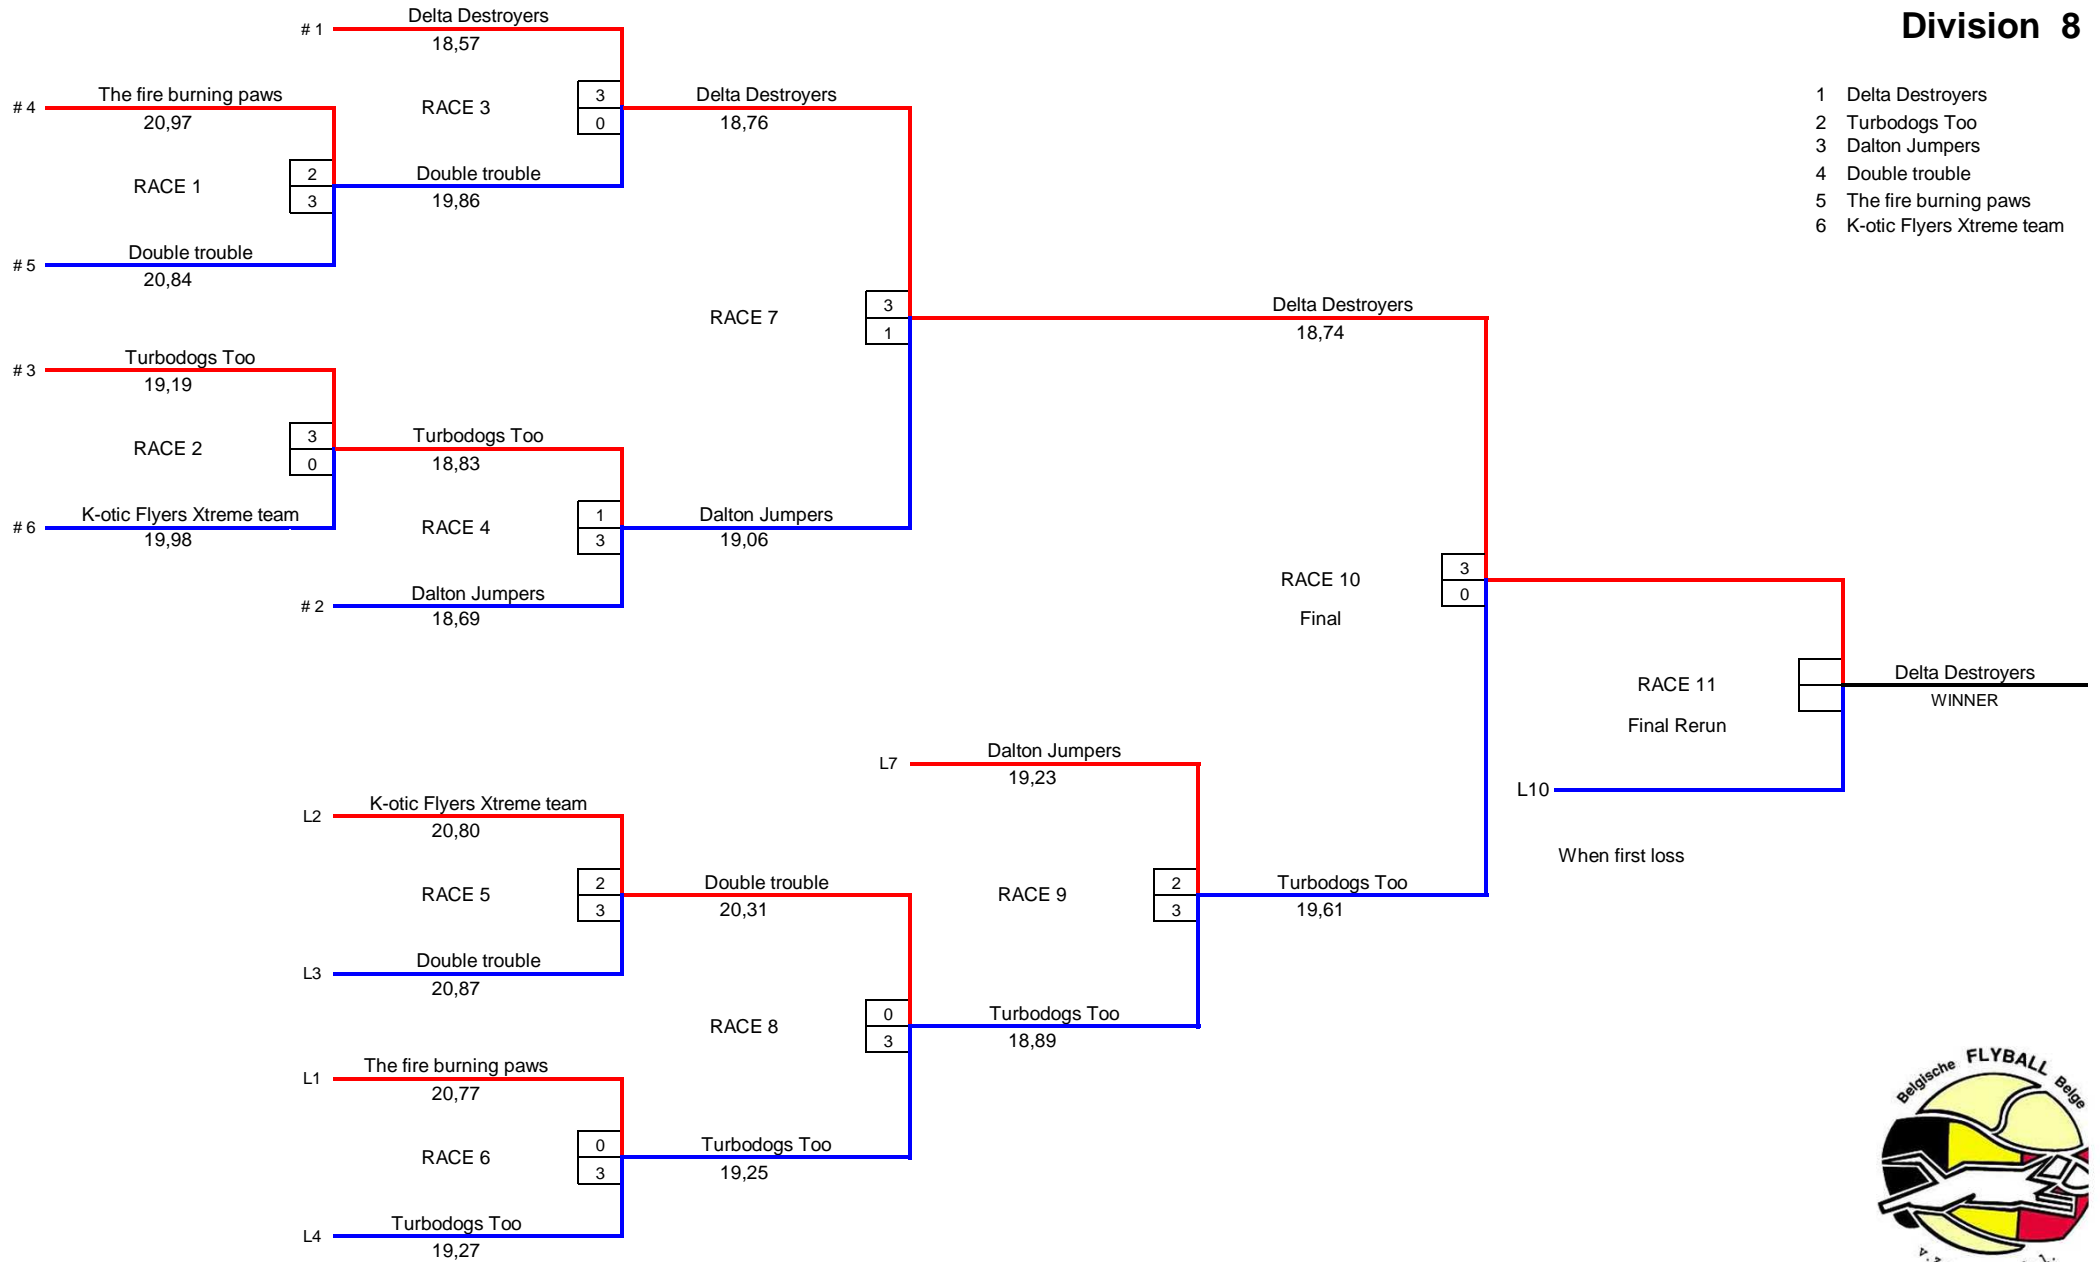 Division 8
1 Delta Destroyers
2 Turbodogs Too
3 Dalton Jumpers
4 Double trouble
5 The fire burning paws
6 K-otic Flyers Xtreme team
# 1 Delta Destroyers
18,57
# 4 The fire burning paws
20,97
RACE 1
2
3
# 5 Double trouble
20,84
RACE 3
3
0
Double trouble
19,86
Delta Destroyers
18,76
# 3 Turbodogs Too
19,19
RACE 2
3
0
# 6 K-otic Flyers Xtreme team
19,98
Turbodogs Too
18,83
RACE 4
1
3
# 2 Dalton Jumpers
18,69
Dalton Jumpers
19,06
RACE 7
3
1
Delta Destroyers
18,74
RACE 10
Final
3
0
RACE 11
Final Rerun
Delta Destroyers
WINNER
L10
When first loss
L7 Dalton Jumpers
19,23
L2 K-otic Flyers Xtreme team
20,80
RACE 5
2
3
L3 Double trouble
20,87
Double trouble
20,31
RACE 8
0
3
RACE 9
2
3
Turbodogs Too
19,61
Turbodogs Too
18,89
L1 The fire burning paws
20,77
RACE 6
0
3
L4 Turbodogs Too
19,27
Turbodogs Too
19,25
Belgische FLYBALL Belge